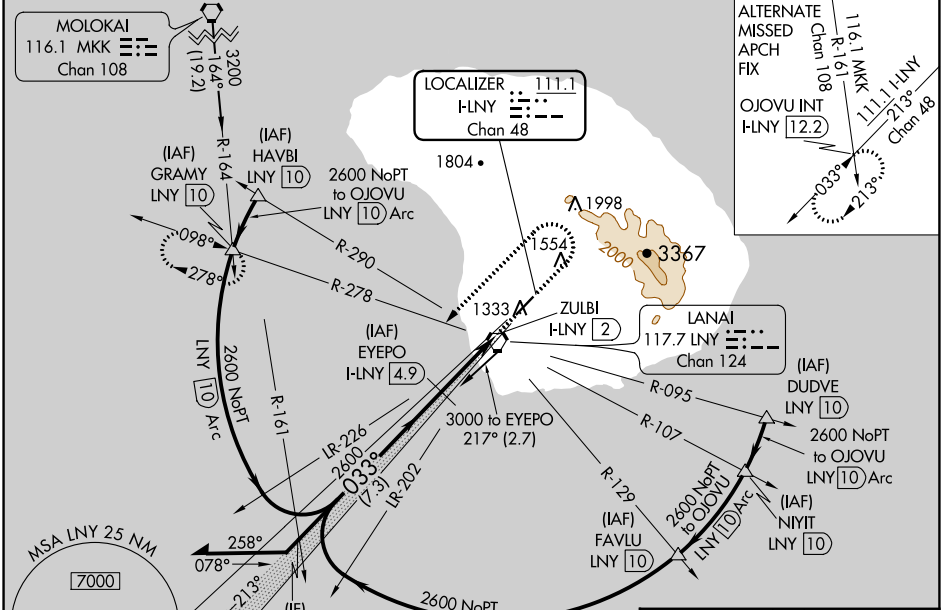 MOLOKAI
116.1 MKK
Chan 108
3200
164°
(19.2)
R-164
(IAF)
HAVBI
LNY 10
(IAF)
GRAMY
LNY 10
2600 NoPT
to OJOVU
LNY 10 Arc
098°
278°
R-290
R-278
LOCALIZER 111.1
I-LNY
Chan 48
1804
1998
1554
2000
3367
1333
ZULBI
I-LNY 2
(IAF)
EYEPO
I-LNY 4.9
LANAI
117.7 LNY
Chan 124
ALTERNATE
MISSED
APCH
FIX
116.1 MKK
Chan 108
R-161
111.1 I-LNY
213°
Chan 48
OJOVU INT
I-LNY 12.2
033°
213°
2600 NoPT
LNY 10 Arc
R-161
LR-226
2600
033°
(7.3)
LR-202
3000 to EYEPO
217° (2.7)
R-095
R-107
R-129
(IAF)
DUDVE
LNY 10
2600 NoPT
to OJOVU
LNY 10 Arc
(IAF)
NIYIT
LNY 10
2600 NoPT
to OJOVU
LNY 10 Arc
(IAF)
FAVLU
LNY 10
MSA LNY 25 NM
7000
258°
078°
213°
(IF)
2600 NoPT